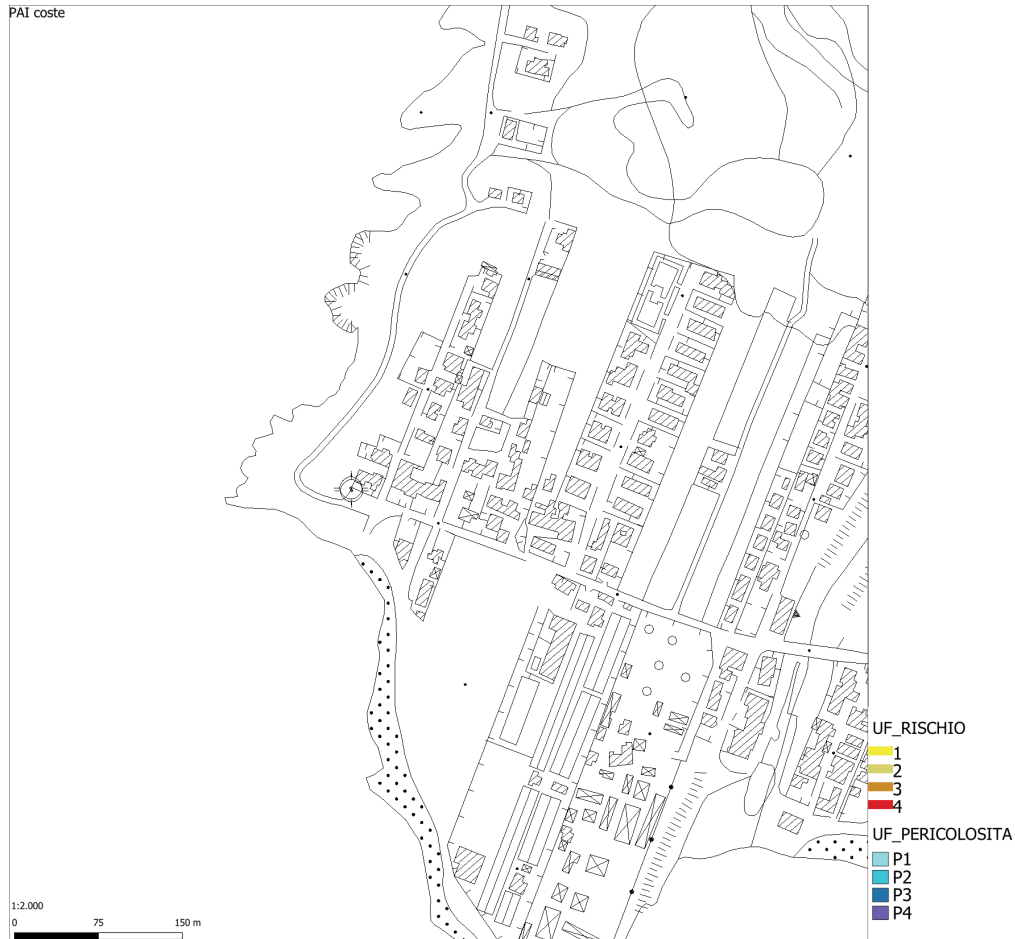 PAI coste
UF_RISCHIO
1
2
3
4
UF_PERICOLOSITA
P1
P2
P3
P4
1:2.000
0 75 150 m